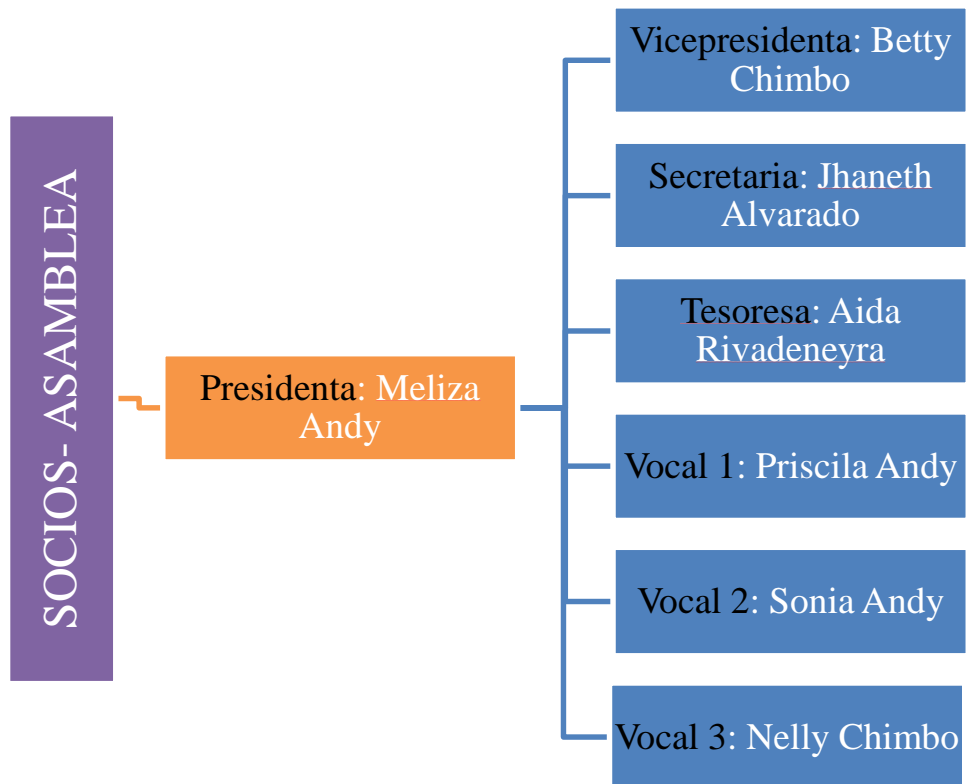 SOCIOS- ASAMBLEA
Presidenta: Meliza
Andy
Vicepresidenta: Betty
Chimbo
Secretaria: Jhaneth
Alvarado
Tesoresa: Aida
Rivadeneyra
Vocal 1: Priscila Andy
Vocal 2: Sonia Andy
Vocal 3: Nelly Chimbo